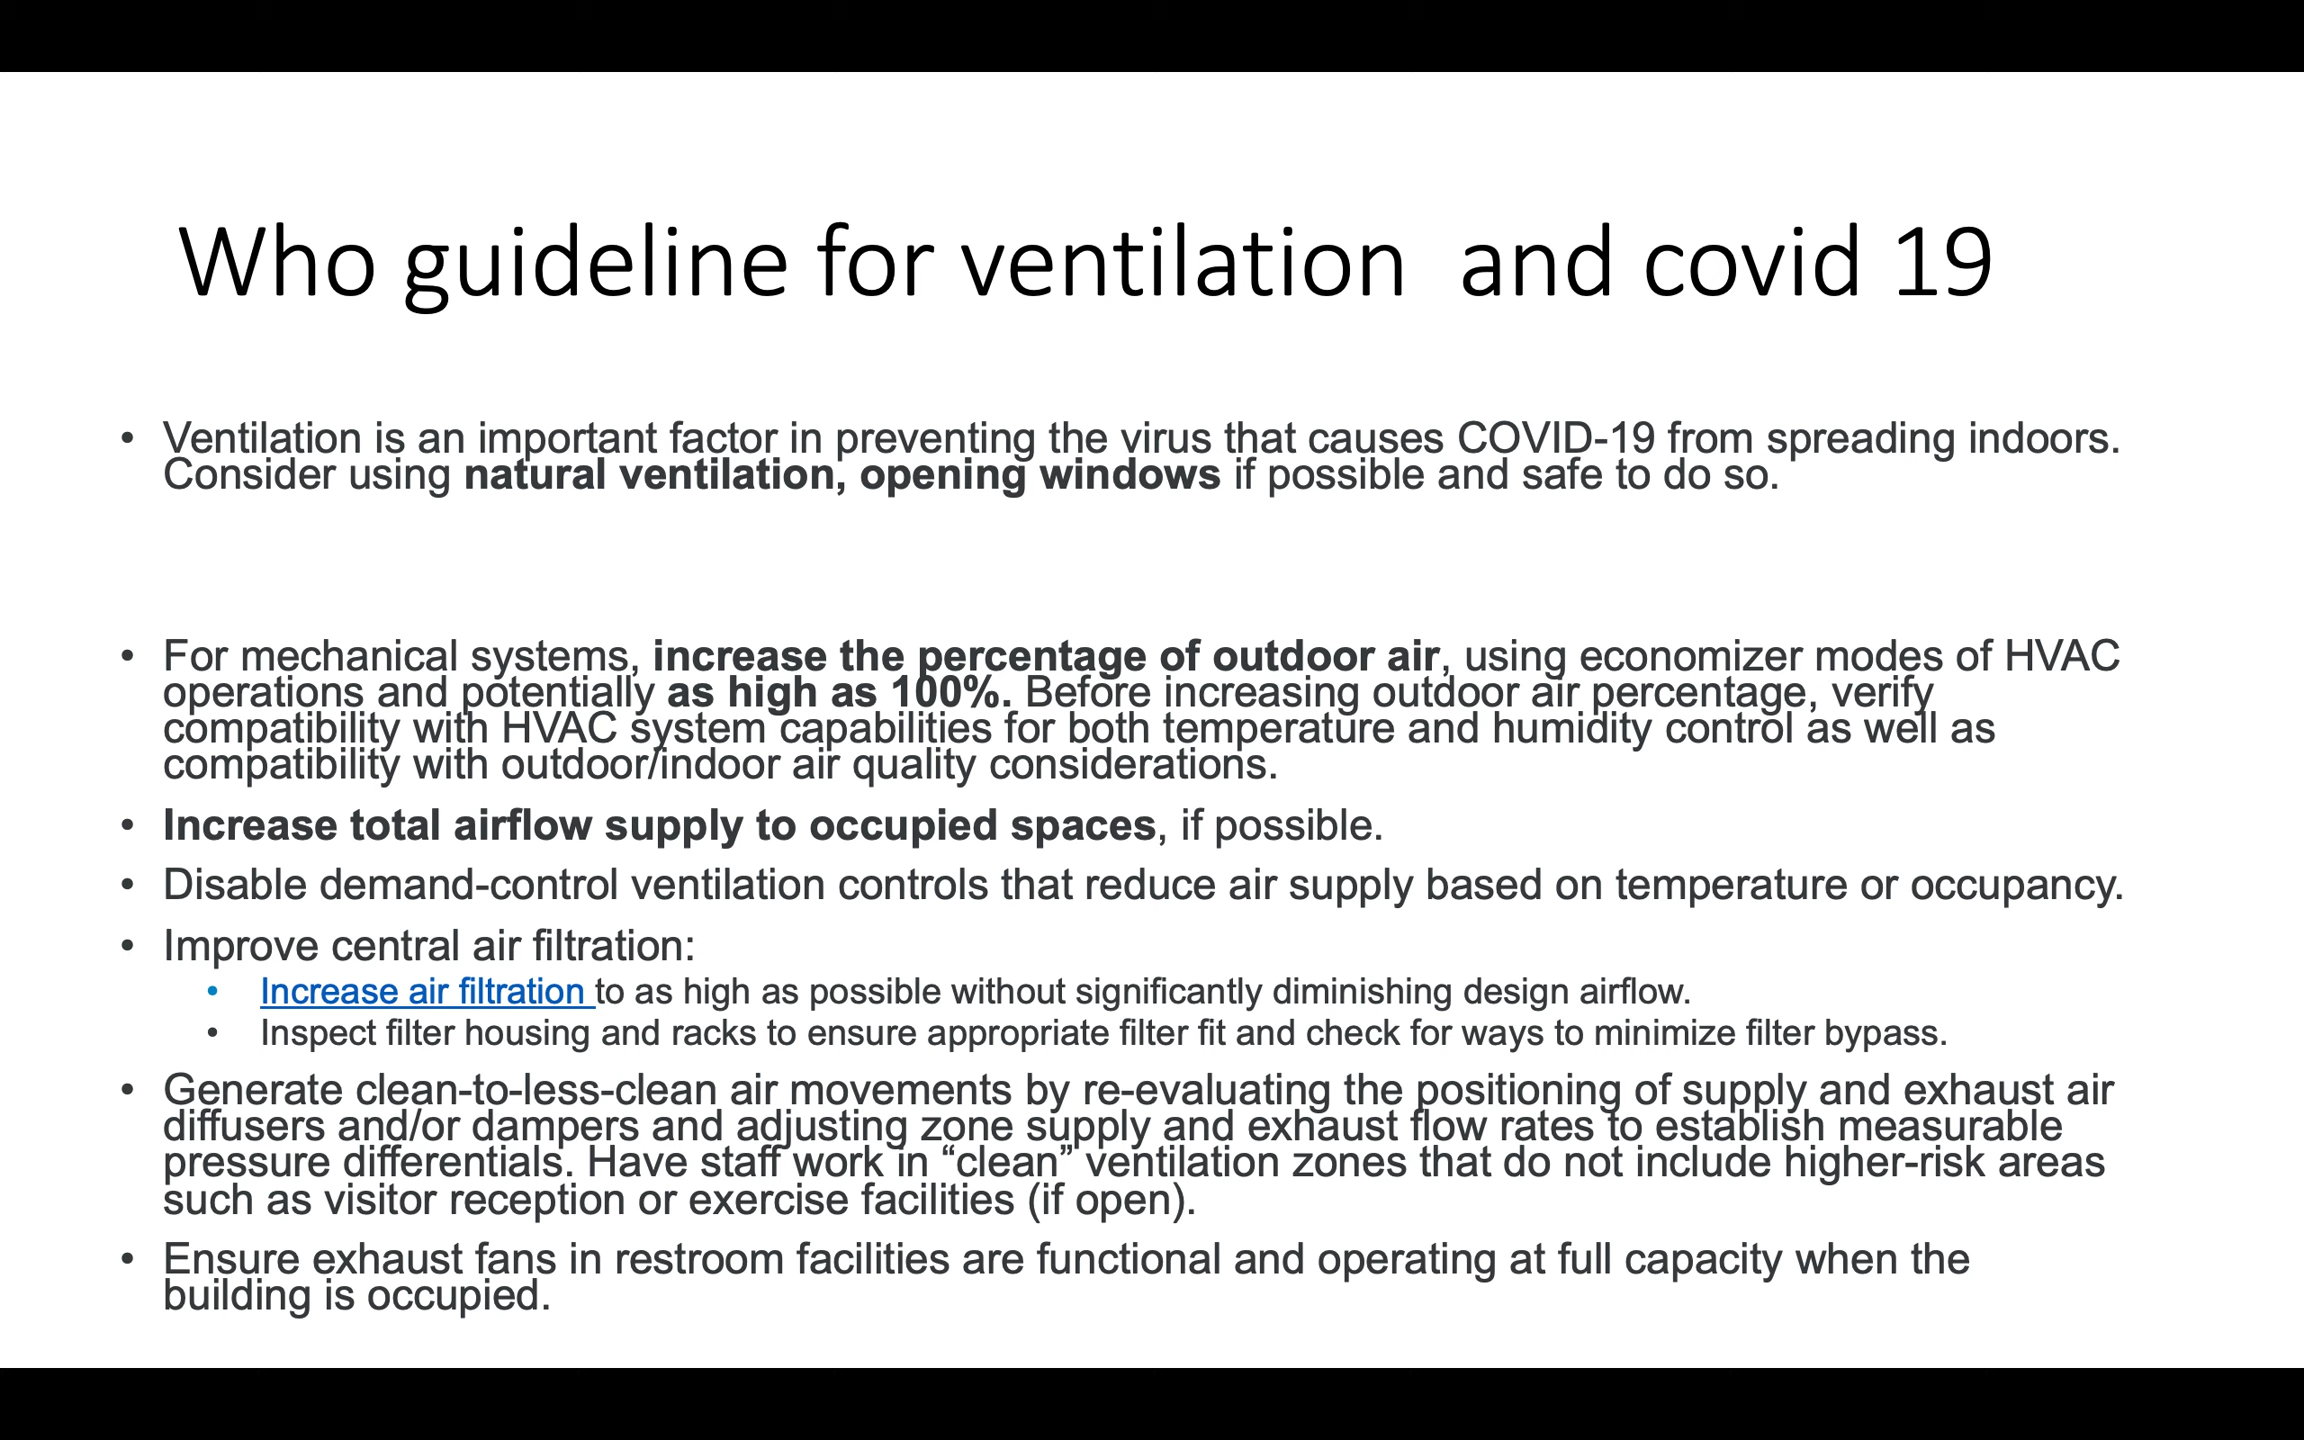 Who guideline for ventilation  and covid 19
• Ventilation is an important factor in preventing the virus that causes COVID-19 from spreading indoors.
Consider using natural ventilation, opening windows if possible and safe to do so.
• For mechanical systems, increase the percentage of outdoor air, using economizer modes of HVAC
operations and potentially as high as 100%. Before increasing outdoor air percentage, verify
compatibility with HVAC system capabilities for both temperature and humidity control as well as
compatibility with outdoor/indoor air quality considerations.
• Increase total airflow supply to occupied spaces, if possible.
• Disable demand-control ventilation controls that reduce air supply based on temperature or occupancy.
• Improve central air filtration:
• Increase air filtration to as high as possible without significantly diminishing design airflow.
• Inspect filter housing and racks to ensure appropriate filter fit and check for ways to minimize filter bypass.
• Generate clean-to-less-clean air movements by re-evaluating the positioning of supply and exhaust air
diffusers and/or dampers and adjusting zone supply and exhaust flow rates to establish measurable
pressure differentials. Have staff work in “clean” ventilation zones that do not include higher-risk areas
such as visitor reception or exercise facilities (if open).
• Ensure exhaust fans in restroom facilities are functional and operating at full capacity when the
building is occupied.